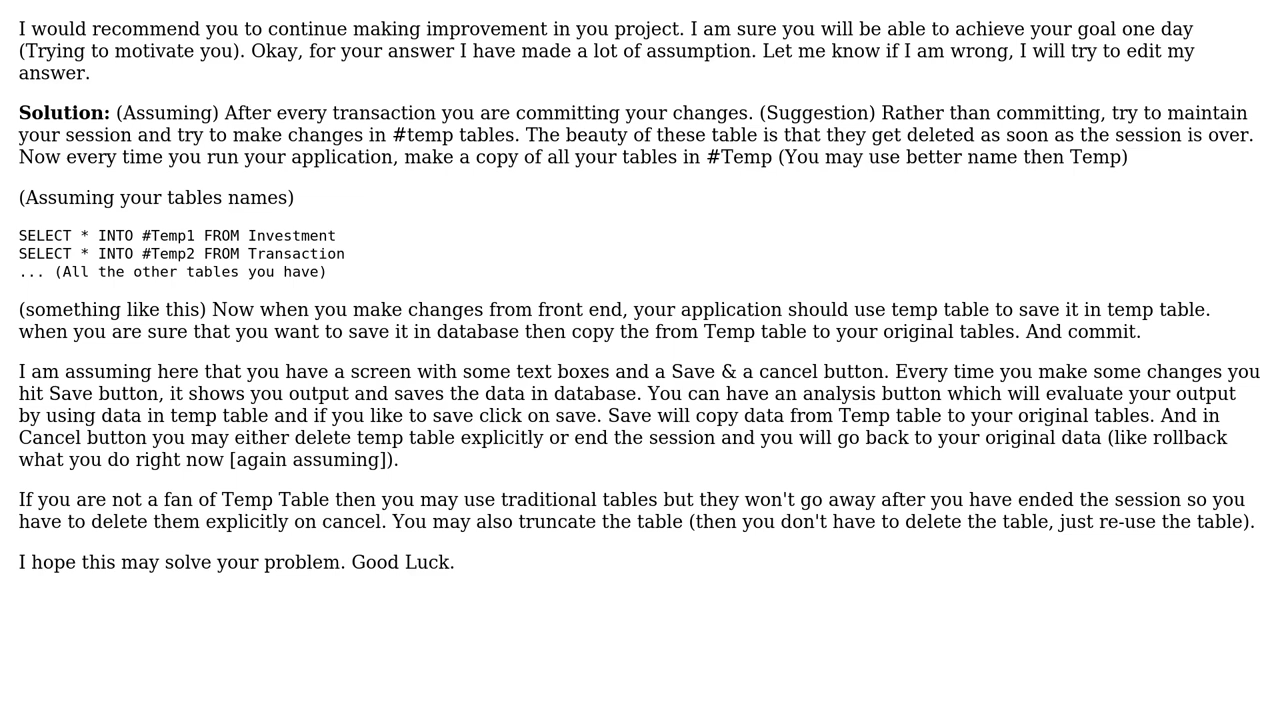 I would recommend you to continue making improvement in you project. I am sure you will be able to achieve your goal one day
(Trying to motivate you). Okay, for your answer I have made a lot of assumption. Let me know if I am wrong, I will try to edit my
answer.
Solution: (Assuming) After every transaction you are committing your changes. (Suggestion) Rather than committing, try to maintain
your session and try to make changes in #temp tables. The beauty of these table is that they get deleted as soon as the session is over.
Now every time you run your application, make a copy of all your tables in #Temp (You may use better name then Temp)
(Assuming your tables names)
SELECT * INTO #Temp1 FROM Investment
SELECT * INTO #Temp2 FROM Transaction
... (All the other tables you have)
(something like this) Now when you make changes from front end, your application should use temp table to save it in temp table.
when you are sure that you want to save it in database then copy the from Temp table to your original tables. And commit.
I am assuming here that you have a screen with some text boxes and a Save & a cancel button. Every time you make some changes you
hit Save button, it shows you output and saves the data in database. You can have an analysis button which will evaluate your output
by using data in temp table and if you like to save click on save. Save will copy data from Temp table to your original tables. And in
Cancel button you may either delete temp table explicitly or end the session and you will go back to your original data (like rollback
what you do right now [again assuming]).
If you are not a fan of Temp Table then you may use traditional tables but they won't go away after you have ended the session so you
have to delete them explicitly on cancel. You may also truncate the table (then you don't have to delete the table, just re-use the table).
I hope this may solve your problem. Good Luck.